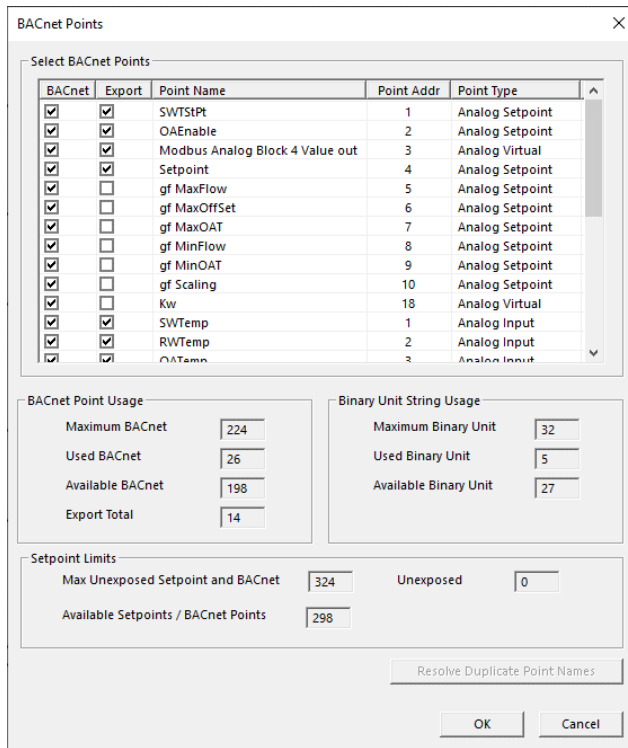 BACnet Points
Select BACnet Points
BACnet Export Point Name Point Addr Point Type
SWTStPt 1 Analog Setpoint
OAEnable 2 Analog Setpoint
Modbus Analog Block 4 Value out 3 Analog Virtual
Setpoint 4 Analog Setpoint
gf MaxFlow 5 Analog Setpoint
gf MaxOffSet 6 Analog Setpoint
gf MaxOAT 7 Analog Setpoint
gf MinFlow 8 Analog Setpoint
gf MinOAT 9 Analog Setpoint
gf Scaling 10 Analog Setpoint
Kw 18 Analog Virtual
SWTemp 1 Analog Input
RWTemp 2 Analog Input
OATemp 3 Analog Input
BACnet Point Usage Binary Unit String Usage
Maximum BACnet 224 Maximum Binary Unit 32
Used BACnet 26 Used Binary Unit 5
Available BACnet 198 Available Binary Unit 27
Export Total 14
Setpoint Limits
Max Unexposed Setpoint and BACnet 324 Unexposed 0
Available Setpoints / BACnet Points 298
Resolve Duplicate Point Names
OK Cancel